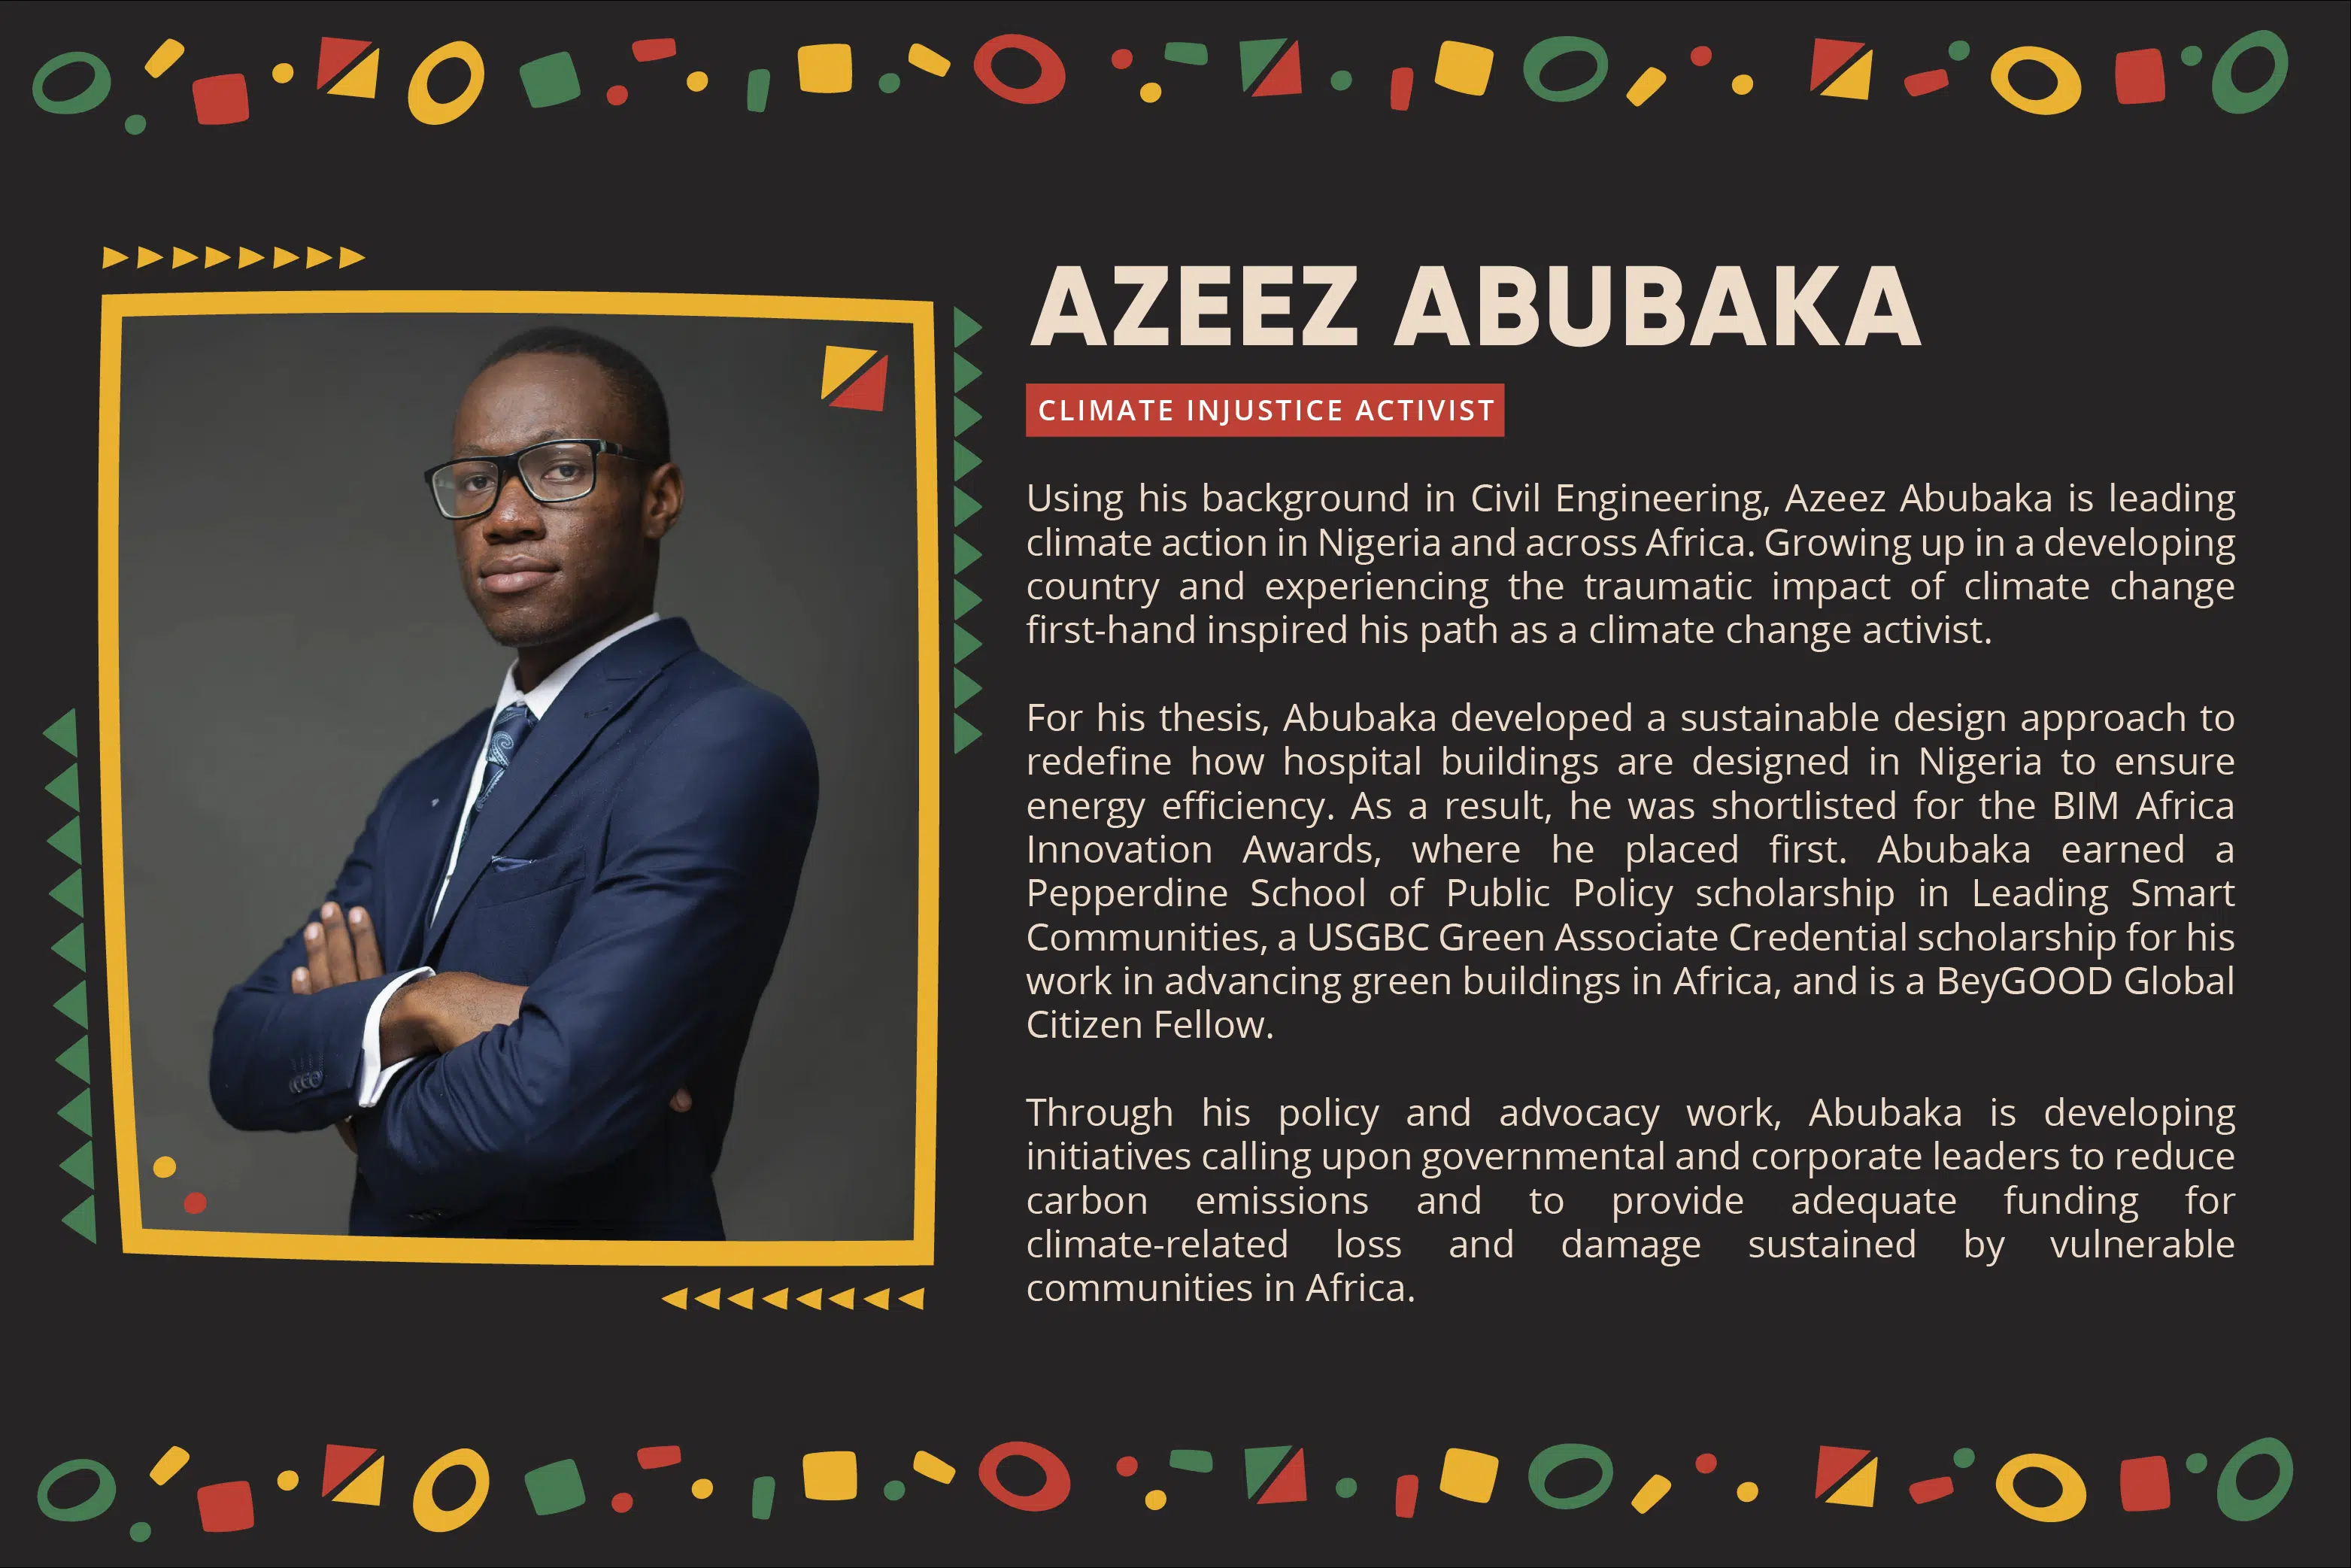 AZEEZ ABUBAKA
CLIMATE INJUSTICE ACTIVIST
Using his background in Civil Engineering, Azeez Abubaka is leading
climate action in Nigeria and across Africa. Growing up in a developing
country and experiencing the traumatic impact of climate change
first-hand inspired his path as a climate change activist.
For his thesis, Abubaka developed a sustainable design approach to
redefine how hospital buildings are designed in Nigeria to ensure
energy efficiency. As a result, he was shortlisted for the BIM Africa
Innovation Awards, where he placed first. Abubaka earned a
Pepperdine School of Public Policy scholarship in Leading Smart
Communities, a USGBC Green Associate Credential scholarship for his
work in advancing green buildings in Africa, and is a BeyGOOD Global
Citizen Fellow.
Through his policy and advocacy work, Abubaka is developing
initiatives calling upon governmental and corporate leaders to reduce
carbon emissions and to provide adequate funding for
climate-related loss and damage sustained by vulnerable
communities in Africa.